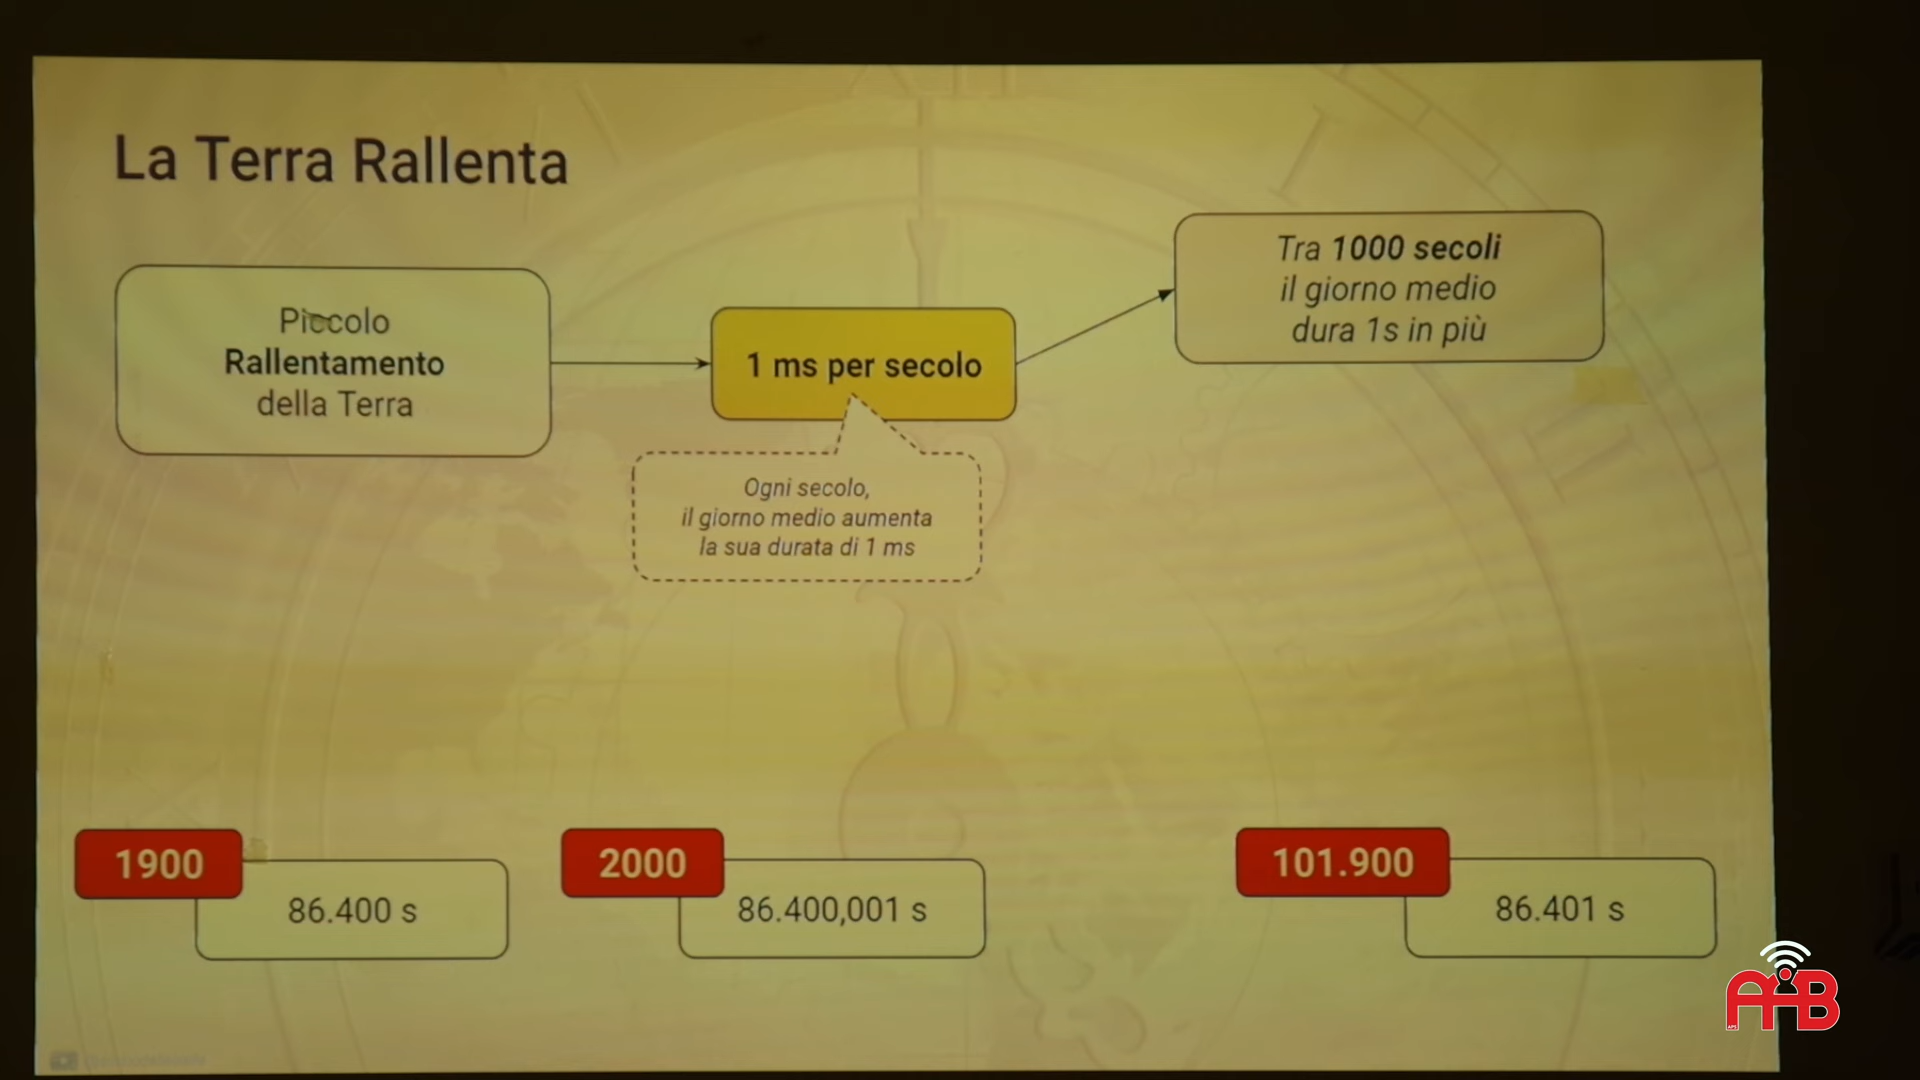 La Terra Rallenta
Piccolo
Rallentamento
della Terra
1 ms per secolo
Tra 1000 secoli
il giorno medio
dura 1s in più
Ogni secolo,
il giorno medio aumenta
la sua durata di 1 ms
1900
86.400 s
2000
86.400,001 s
101.900
86.401 s
AIB
APS